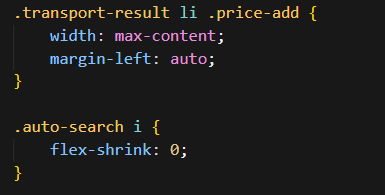 .transport-result li .price-add {
    width: max-content;
    margin-left: auto;
}

.auto-search i {
    flex-shrink: 0;
}